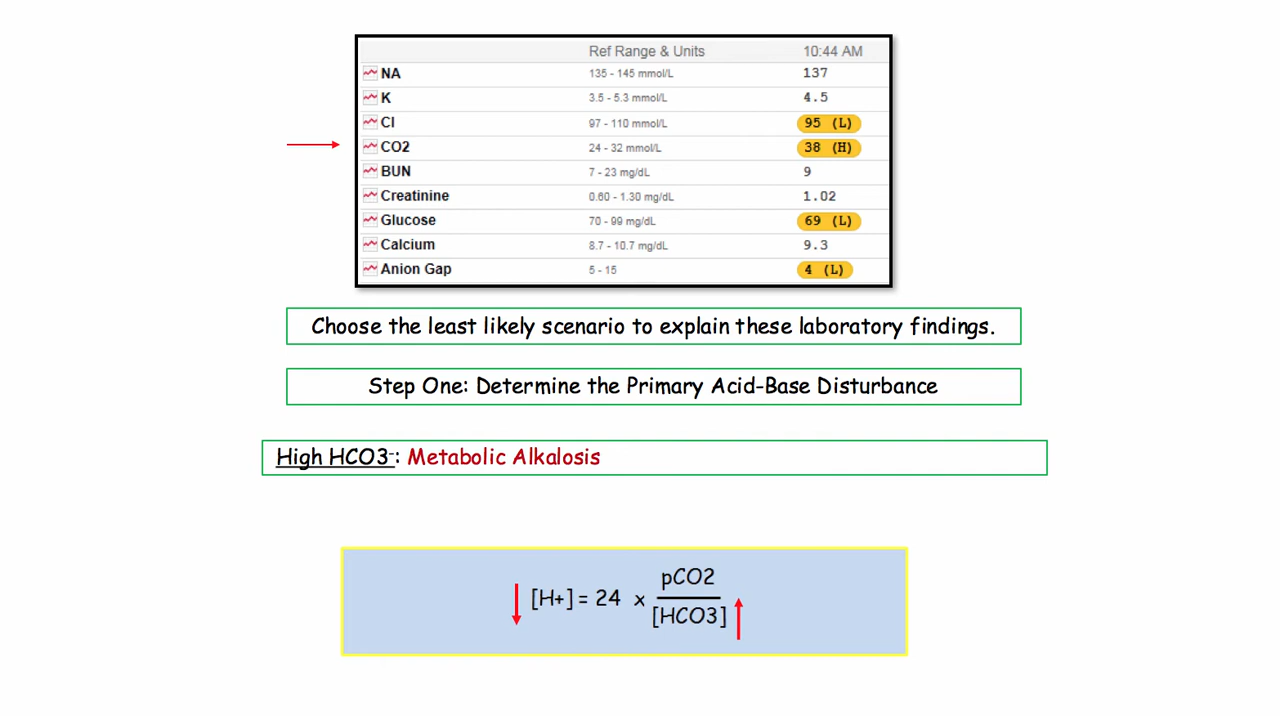 Ref Range & Units 10:44 AM
NA 135 - 145 mmol/L 137
K 3.5 - 5.3 mmol/L 4.5
Cl 97 - 110 mmol/L 95 (L)
CO2 24 - 32 mmol/L 38 (H)
BUN 7 - 23 mg/dL 9
Creatinine 0.60 - 1.30 mg/dL 1.02
Glucose 70 - 99 mg/dL 69 (L)
Calcium 8.7 - 10.7 mg/dL 9.3
Anion Gap 5 - 15 4 (L)
Choose the least likely scenario to explain these laboratory findings.
Step One: Determine the Primary Acid-Base Disturbance
High HCO3⁻: Metabolic Alkalosis
pCO2
[H+] = 24 x
[HCO3]